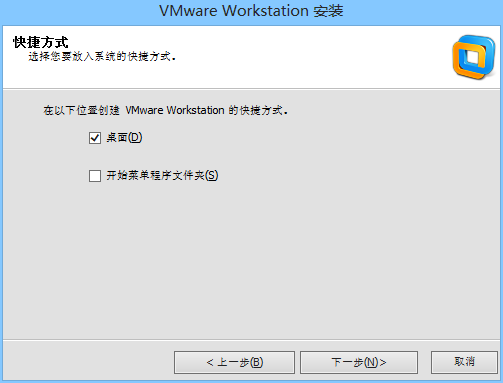 VMware Workstation 安装
快捷方式
选择您要放入系统的快捷方式。
在以下位置创建 VMware Workstation 的快捷方式。
桌面(D)
开始菜单程序文件夹(S)
< 上一步(B)
下一步(N)>
取消